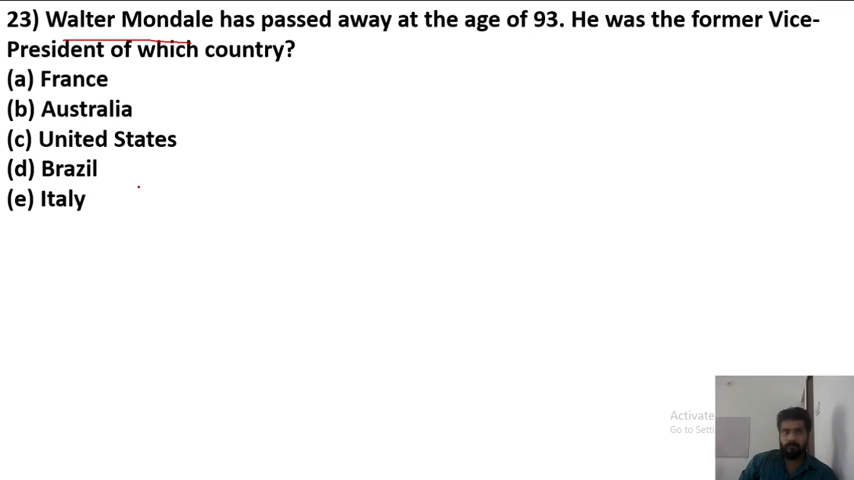 23) Walter Mondale has passed away at the age of 93. He was the former Vice-
President of which country?
(a) France
(b) Australia
(c) United States
(d) Brazil
(e) Italy
Activate
Go to Setti